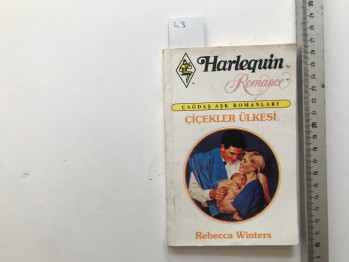 43
Harlequin
Romance
ÇAĞDAŞ AŞK ROMANLARI
ÇİÇEKLER ÜLKESİ
Rebecca Winters